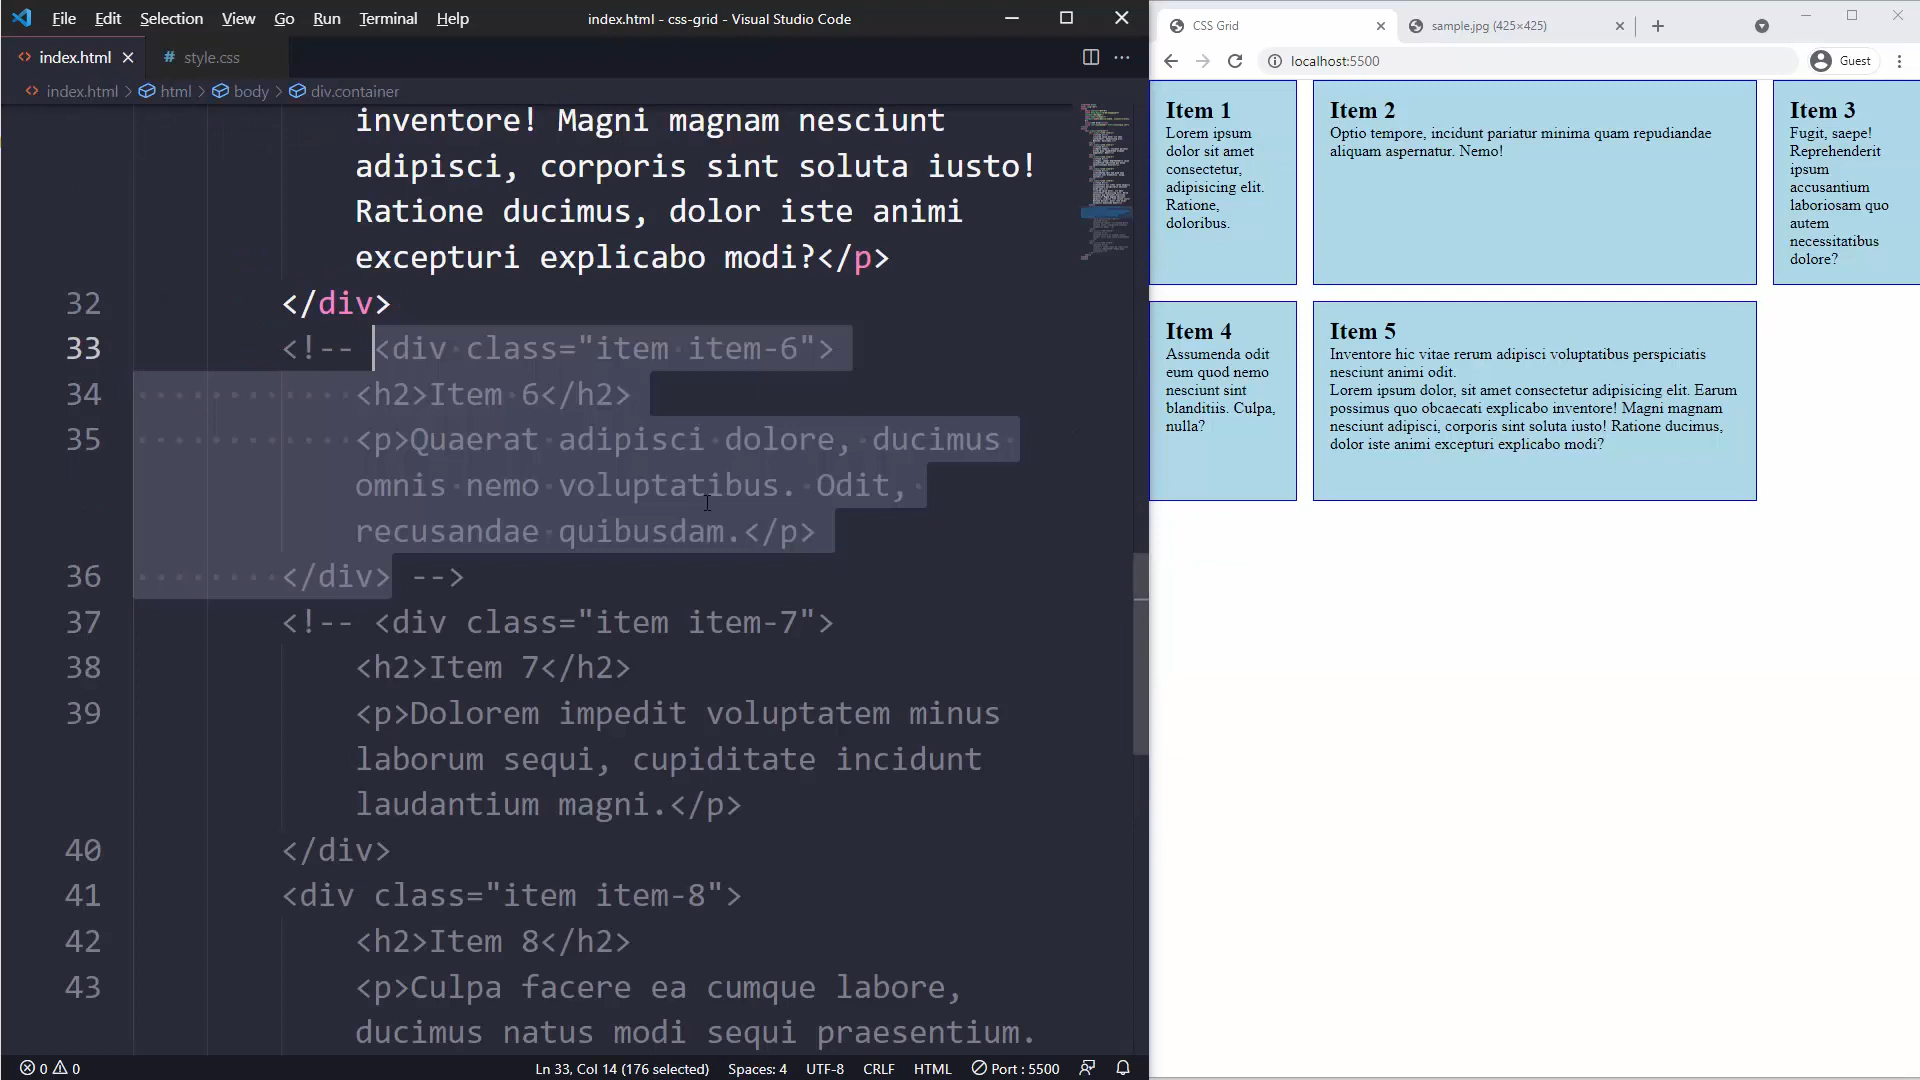 File Edit Selection View Go Run Terminal Help
index.html - css-grid - Visual Studio Code
index.html
# style.css
index.html > html > body > div.container
inventore! Magni magnam nesciunt
adipisci, corporis sint soluta iusto!
Ratione ducimus, dolor iste animi
excepturi explicabo modi?</p>
32 </div>
33 <!-- <div class="item item-6">
34 <h2>Item 6</h2>
35 <p>Quaerat adipisci dolore, ducimus
omnis nemo voluptatibus. Odit,
recusandae quibusdam.</p>
36 </div> -->
37 <!-- <div class="item item-7">
38 <h2>Item 7</h2>
39 <p>Dolorem impedit voluptatem minus
laborum sequi, cupiditate incidunt
laudantium magni.</p>
40 </div>
41 <div class="item item-8">
42 <h2>Item 8</h2>
43 <p>Culpa facere ea cumque labore,
ducimus natus modi sequi praesentium.
0 0
Ln 33, Col 14 (176 selected) Spaces: 4 UTF-8 CRLF HTML Port : 5500
CSS Grid
sample.jpg (425×425)
localhost:5500
Guest
Item 1
Lorem ipsum
dolor sit amet
consectetur,
adipisicing elit.
Ratione,
doloribus.
Item 2
Optio tempore, incidunt pariatur minima quam repudiandae
aliquam aspernatur. Nemo!
Item 3
Fugit, saepe!
Reprehenderit
ipsum
accusantium
laboriosam quo
autem
necessitatibus
dolore?
Item 4
Assumenda odit
eum quod nemo
nesciunt sint
blanditiis. Culpa,
nulla?
Item 5
Inventore hic vitae rerum adipisci voluptatibus perspiciatis
nesciunt animi odit.
Lorem ipsum dolor, sit amet consectetur adipisicing elit. Earum
possimus quo obcaecati explicabo inventore! Magni magnam
nesciunt adipisci, corporis sint soluta iusto! Ratione ducimus,
dolor iste animi excepturi explicabo modi?